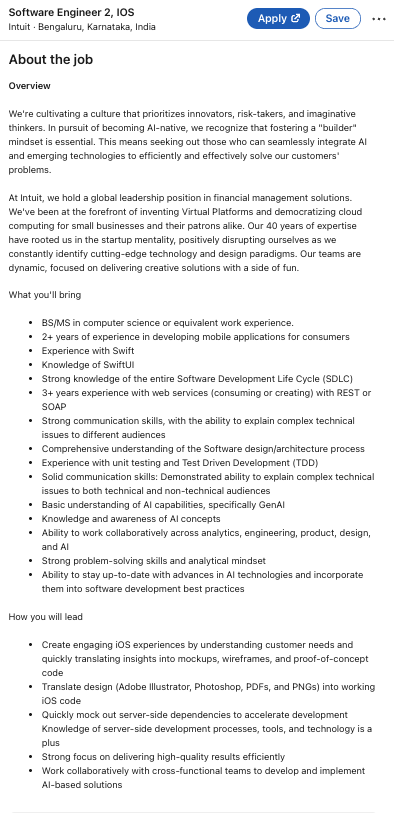 Software Engineer 2, IOS
Intuit · Bengaluru, Karnataka, India
Apply
Save
About the job
Overview
We're cultivating a culture that prioritizes innovators, risk-takers, and imaginative
thinkers. In pursuit of becoming AI-native, we recognize that fostering a "builder"
mindset is essential. This means seeking out those who can seamlessly integrate AI
and emerging technologies to efficiently and effectively solve our customers'
problems.
At Intuit, we hold a global leadership position in financial management solutions.
We've been at the forefront of inventing Virtual Platforms and democratizing cloud
computing for small businesses and their patrons alike. Our 40 years of expertise
have rooted us in the startup mentality, positively disrupting ourselves as we
constantly identify cutting-edge technology and design paradigms. Our teams are
dynamic, focused on delivering creative solutions with a side of fun.
What you'll bring
• BS/MS in computer science or equivalent work experience.
• 2+ years of experience in developing mobile applications for consumers
• Experience with Swift
• Knowledge of SwiftUI
• Strong knowledge of the entire Software Development Life Cycle (SDLC)
• 3+ years experience with web services (consuming or creating) with REST or
SOAP
• Strong communication skills, with the ability to explain complex technical
issues to different audiences
• Comprehensive understanding of the Software design/architecture process
• Experience with unit testing and Test Driven Development (TDD)
• Solid communication skills: Demonstrated ability to explain complex technical
issues to both technical and non-technical audiences
• Basic understanding of AI capabilities, specifically GenAI
• Knowledge and awareness of AI concepts
• Ability to work collaboratively across analytics, engineering, product, design,
and AI
• Strong problem-solving skills and analytical mindset
• Ability to stay up-to-date with advances in AI technologies and incorporate
them into software development best practices
How you will lead
• Create engaging iOS experiences by understanding customer needs and
quickly translating insights into mockups, wireframes, and proof-of-concept
code
• Translate design (Adobe Illustrator, Photoshop, PDFs, and PNGs) into working
iOS code
• Quickly mock out server-side dependencies to accelerate development
Knowledge of server-side development processes, tools, and technology is a
plus
• Strong focus on delivering high-quality results efficiently
• Work collaboratively with cross-functional teams to develop and implement
AI-based solutions